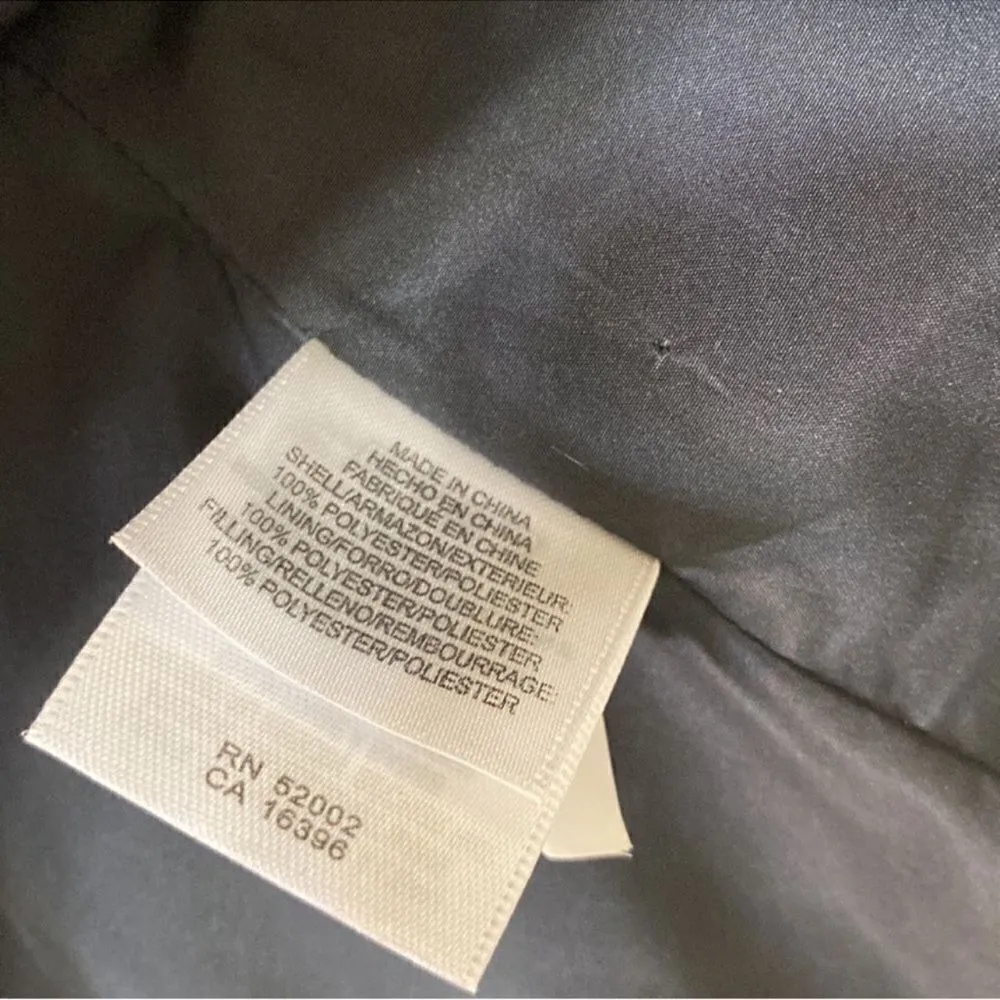 MADE IN CHINA
HECHO EN CHINA
FABRIQUE EN CHINE
SHELL/ARMAZON/EXTERIEUR:
100% POLYESTER/POLIESTER
LINING/FORRO/DOUBLURE:
100% POLYESTER/POLIESTER
FILLING/RELLENO/REMBOURRAGE:
100% POLYESTER/POLIESTER
RN 52002
CA 16396